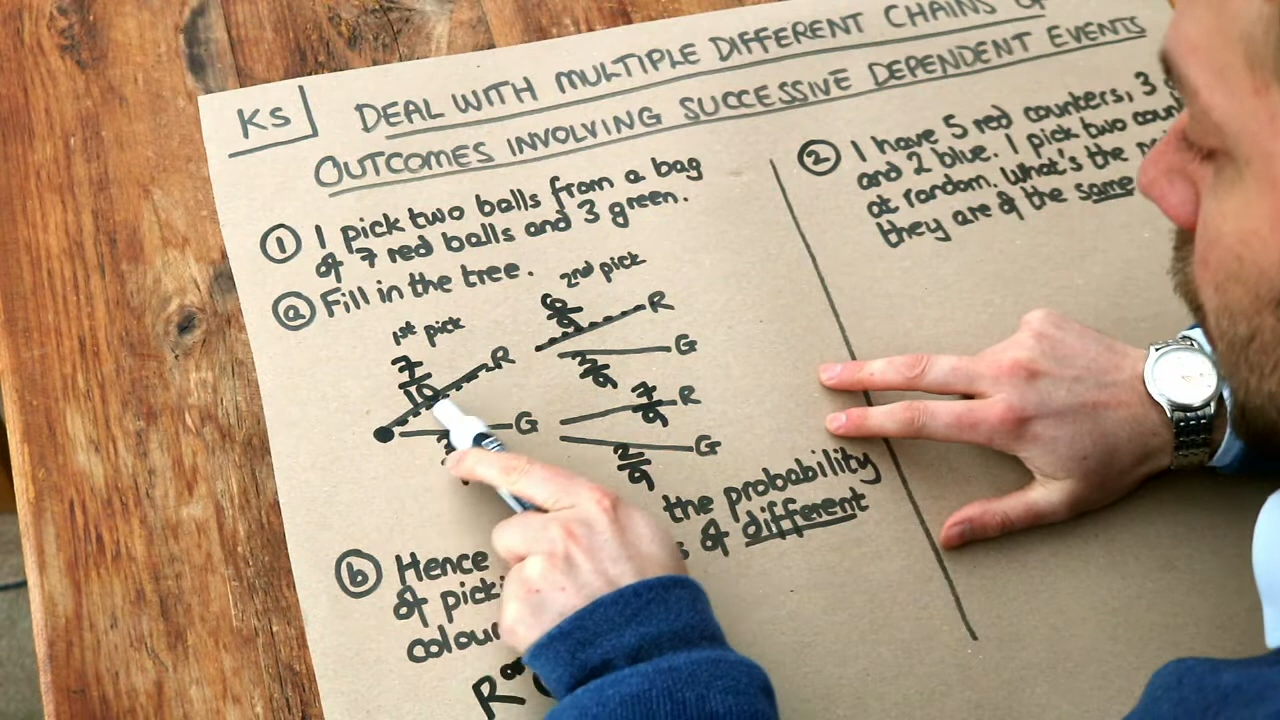 KS
DEAL WITH MULTIPLE DIFFERENT CHAINS OF
OUTCOMES INVOLVING SUCCESSIVE DEPENDENT EVENTS
1 I pick two balls from a bag
of 7 red balls and 3 green.
a Fill in the tree.
1st pick 2nd pick
7/10 R
G
6/9 R
3/9 G
7/9 R
2/9 G
b Hence the probability
of different
R and
2 I have 5 red counters, 3
and 2 blue. I pick two
at random. What's the
they are of the same